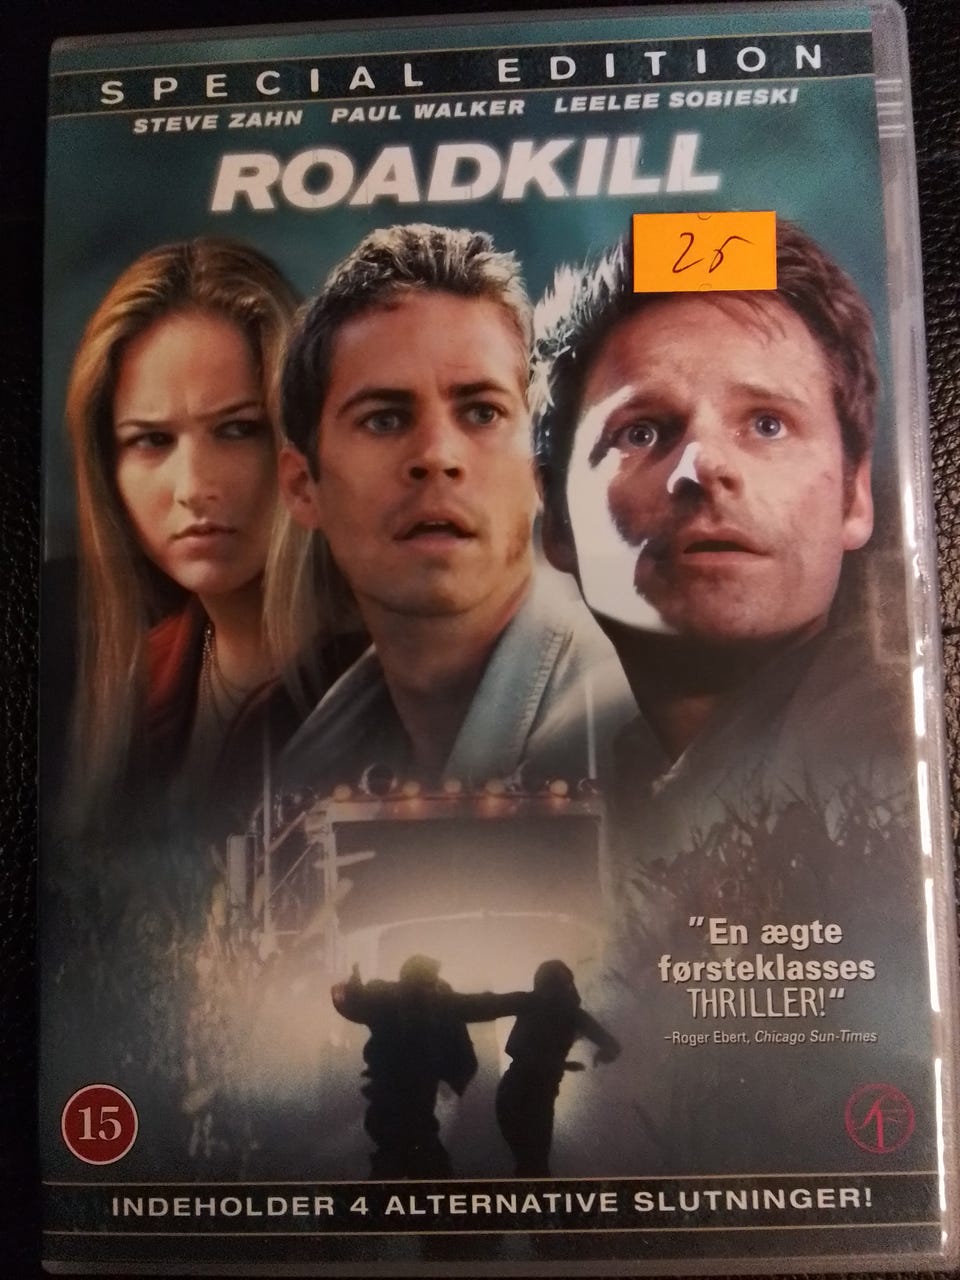 SPECIAL EDITION
STEVE ZAHN PAUL WALKER LEELEE SOBIESKI
ROADKILL
25
"En ægte
førsteklasses
THRILLER!"
–Roger Ebert, Chicago Sun-Times
15
INDEHOLDER 4 ALTERNATIVE SLUTNINGER!